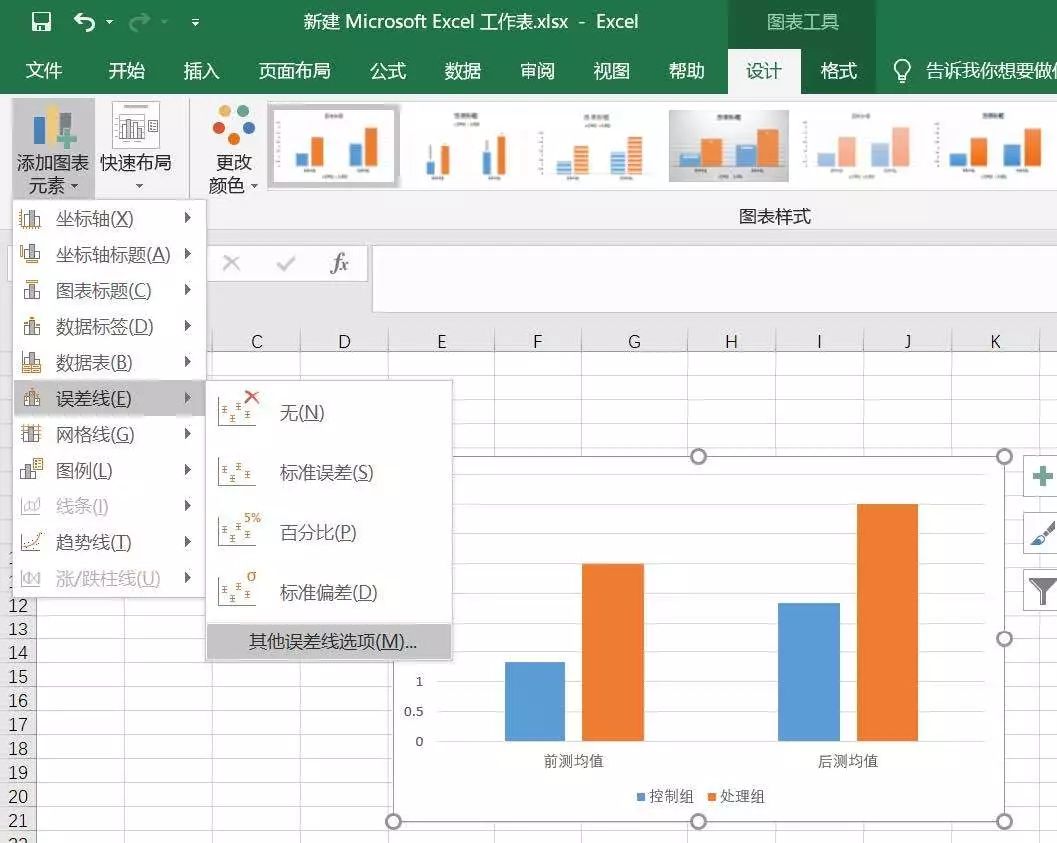 新建 Microsoft Excel 工作表.xlsx - Excel
图表工具
文件 开始 插入 页面布局 公式 数据 审阅 视图 帮助 设计 格式 告诉我你想要做什
添加图表元素
快速布局
更改颜色
图表样式
坐标轴(X)
坐标轴标题(A)
图表标题(C)
数据标签(D)
数据表(B)
误差线(E)
网格线(G)
图例(L)
线条(I)
趋势线(T)
涨/跌柱线(U)
fx
C D E F G H I J K
无(N)
标准误差(S)
5%
百分比(P)
σ
标准偏差(D)
其他误差线选项(M)...
12
13
14
15
16
17
18
19
20
21
1
0.5
0
前测均值 后测均值
控制组 处理组